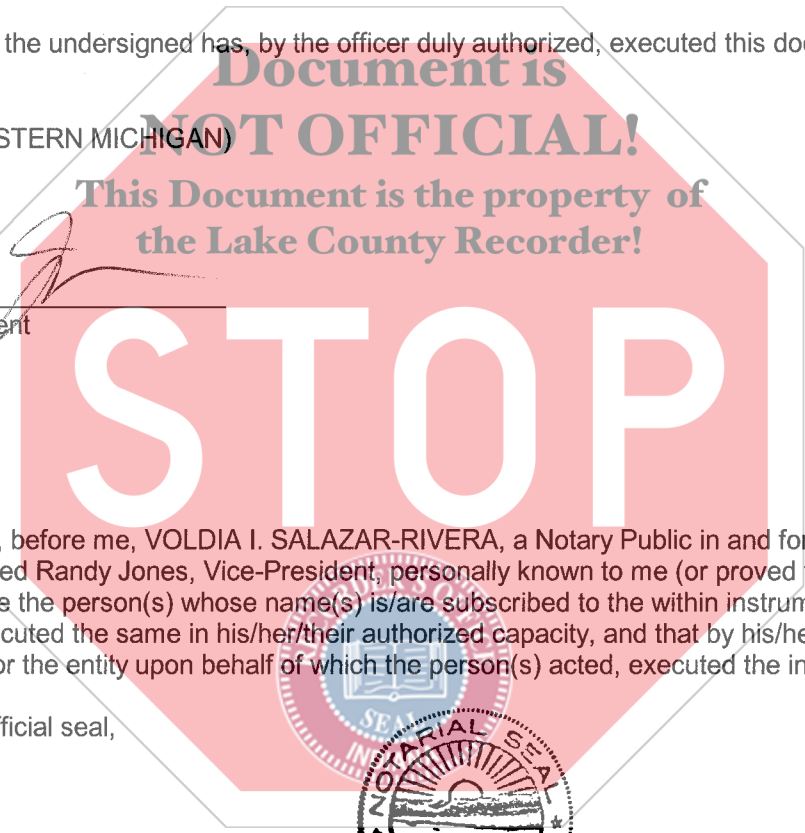 the undersigned has, by the officer duly authorized, executed this doc
Document is
STERN MICHIGAN)
NOT OFFICIAL!
This Document is the property of
the Lake County Recorder!
ent
STOP
, before me, VOLDIA I. SALAZAR-RIVERA, a Notary Public in and for
ed Randy Jones, Vice-President, personally known to me (or proved
e the person(s) whose name(s) is/are subscribed to the within instrum
cuted the same in his/her/their authorized capacity, and that by his/he
or the entity upon behalf of which the person(s) acted, executed the in
ficial seal,
SEAL
NOTARIAL SEAL